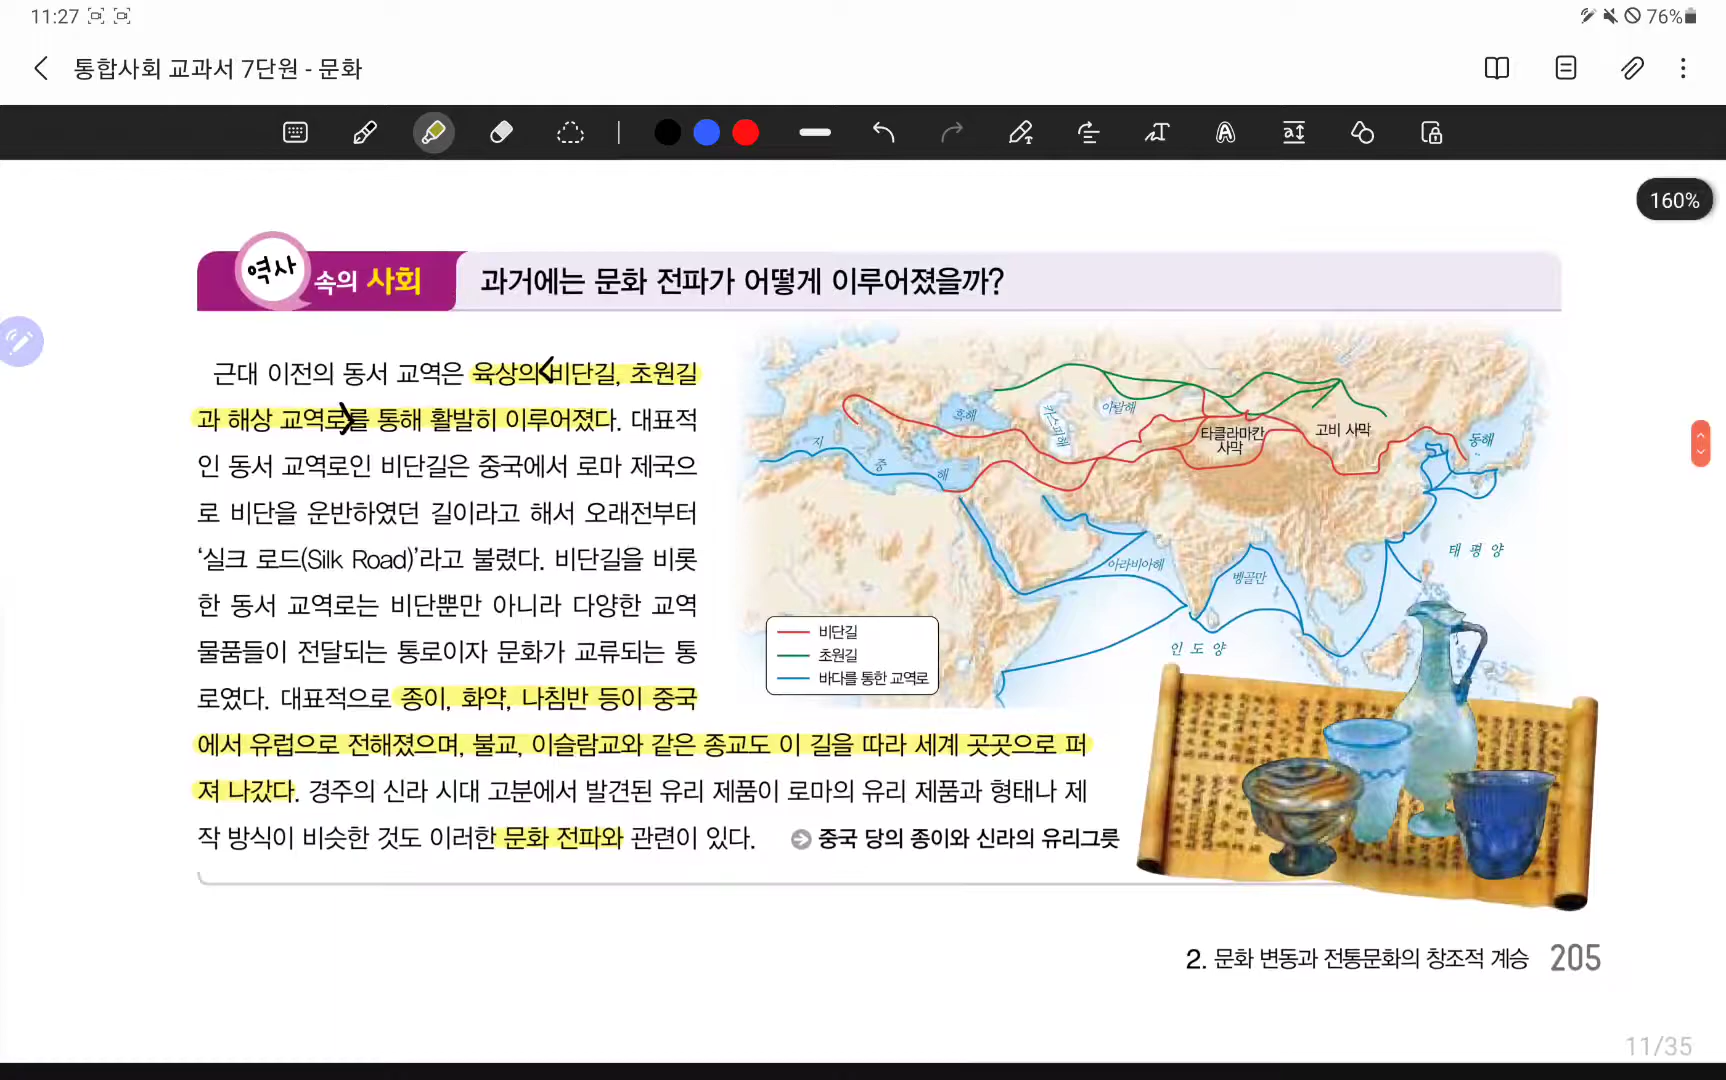 11:27
76%
통합사회 교과서 7단원 - 문화
160%
역사 속의 사회
과거에는 문화 전파가 어떻게 이루어졌을까?
근대 이전의 동서 교역은 육상의 비단길, 초원길
과 해상 교역로를 통해 활발히 이루어졌다. 대표적
인 동서 교역로인 비단길은 중국에서 로마 제국으
로 비단을 운반하였던 길이라고 해서 오래전부터
‘실크 로드(Silk Road)’라고 불렸다. 비단길을 비롯
한 동서 교역로는 비단뿐만 아니라 다양한 교역
물품들이 전달되는 통로이자 문화가 교류되는 통
로였다. 대표적으로 종이, 화약, 나침반 등이 중국
에서 유럽으로 전해졌으며, 불교, 이슬람교와 같은 종교도 이 길을 따라 세계 곳곳으로 퍼
져 나갔다. 경주의 신라 시대 고분에서 발견된 유리 제품이 로마의 유리 제품과 형태나 제
작 방식이 비슷한 것도 이러한 문화 전파와 관련이 있다.
중국 당의 종이와 신라의 유리그릇
흑해
카스피해
아랄해
타클라마칸
사막
고비 사막
동해
지
중
해
아라비아해
벵골만
태평양
인도양
비단길
초원길
바다를 통한 교역로
2. 문화 변동과 전통문화의 창조적 계승 205
11/35